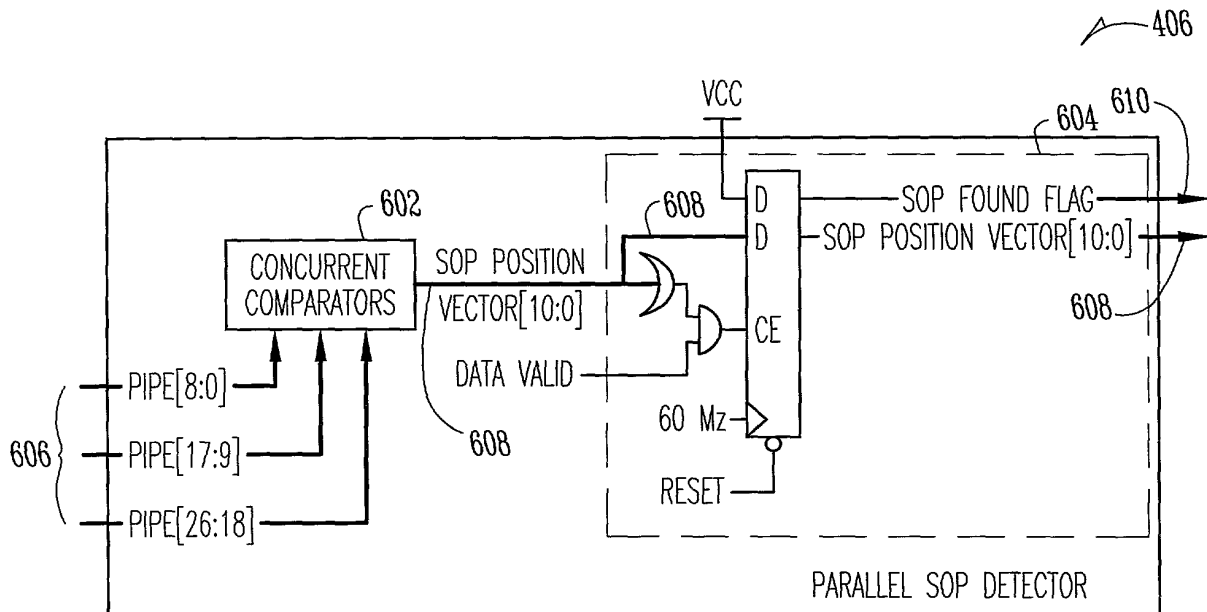 406
VCC
610
604
602
608
D
SOP FOUND FLAG
D
SOP POSITION VECTOR[10:0]
CONCURRENT
COMPARATORS
SOP POSITION
VECTOR[10:0]
608
CE
DATA VALID
PIPE[8:0]
608
60 Mz
606
PIPE[17:9]
RESET
PIPE[26:18]
PARALLEL SOP DETECTOR